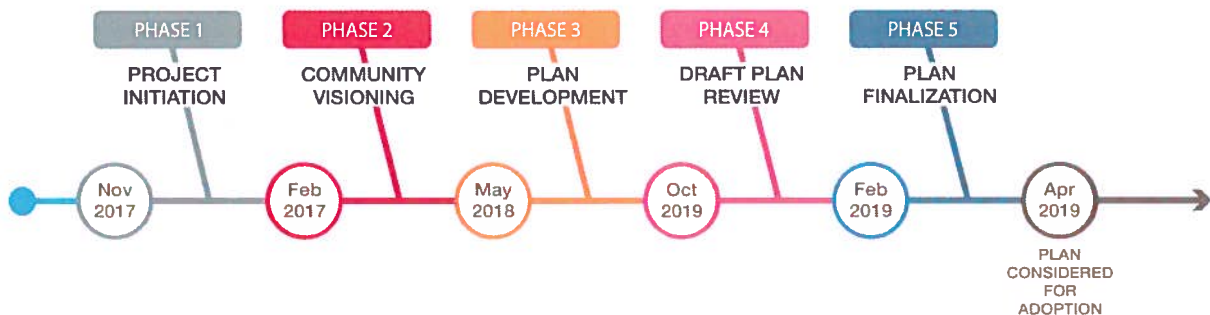 PHASE 1
PHASE 2
PHASE 3
PHASE 4
PHASE 5
PROJECT
INITIATION
COMMUNITY
VISIONING
PLAN
DEVELOPMENT
DRAFT PLAN
REVIEW
PLAN
FINALIZATION
Nov
2017
Feb
2017
May
2018
Oct
2019
Feb
2019
Apr
2019
PLAN
CONSIDERED
FOR
ADOPTION